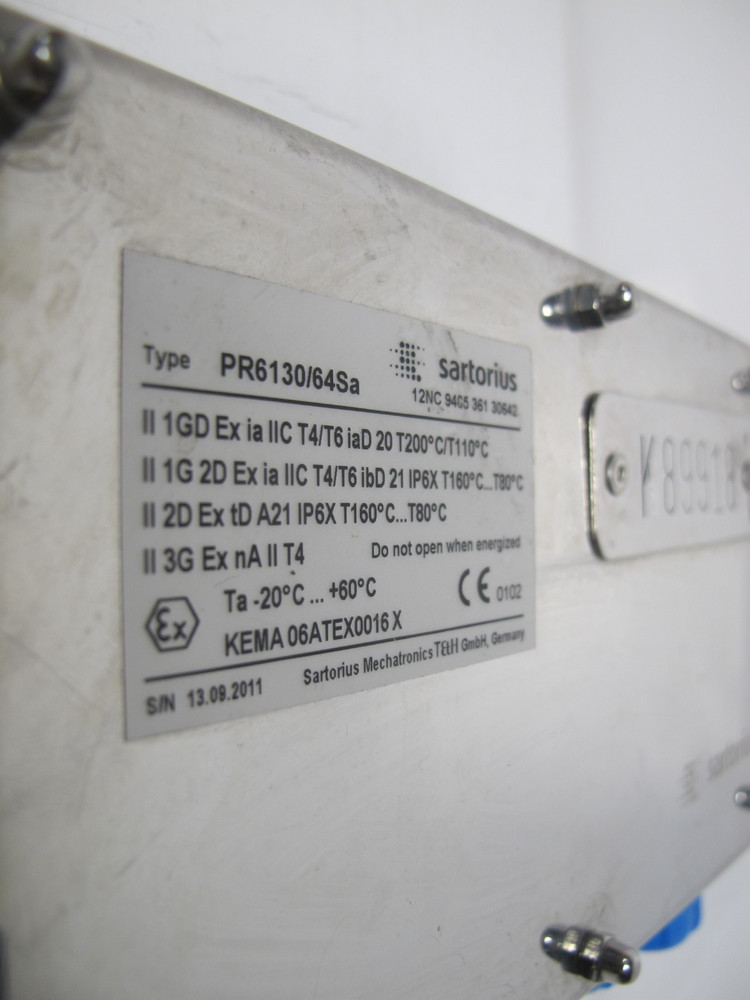 Type PR6130/64Sa sartorius
12NC 9405 361 30642
II 1GD Ex ia IIC T4/T6 iaD 20 T200°C/T110°C
II 1G 2D Ex ia IIC T4/T6 ibD 21 IP6X T160°C...T80°C
II 2D Ex tD A21 IP6X T160°C...T80°C
II 3G Ex nA II T4 Do not open when energized
Ex Ta -20°C ... +60°C CE 0102
KEMA 06ATEX0016 X
S/N 13.09.2011 Sartorius Mechatronics T&H GmbH, Germany